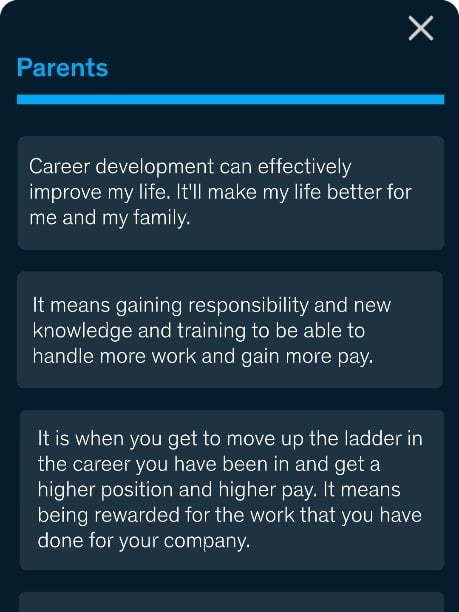 Parents
Career development can effectively
improve my life. It'll make my life better for
me and my family.
It means gaining responsibility and new
knowledge and training to be able to
handle more work and gain more pay.
It is when you get to move up the ladder in
the career you have been in and get a
higher position and higher pay. It means
being rewarded for the work that you have
done for your company.